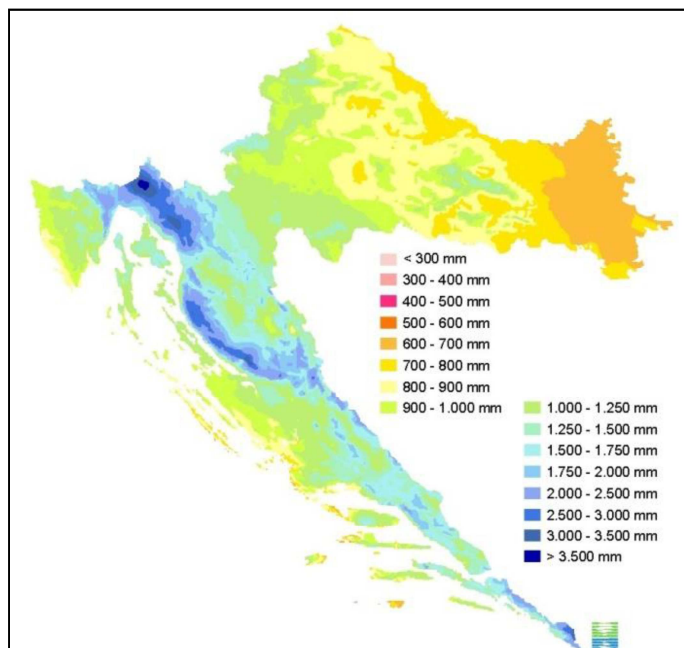 < 300 mm
300 - 400 mm
400 - 500 mm
500 - 600 mm
600 - 700 mm
700 - 800 mm
800 - 900 mm
900 - 1.000 mm
1.000 - 1.250 mm
1.250 - 1.500 mm
1.500 - 1.750 mm
1.750 - 2.000 mm
2.000 - 2.500 mm
2.500 - 3.000 mm
3.000 - 3.500 mm
> 3.500 mm